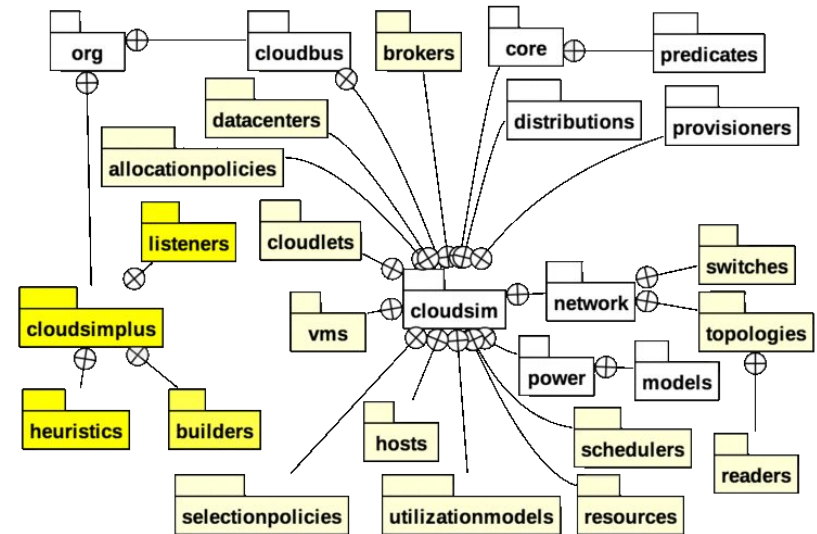 org
cloudbus
brokers
core
predicates
datacenters
distributions
provisioners
allocationpolicies
listeners
cloudlets
switches
cloudsimplus
vms
cloudsim
network
topologies
power
models
heuristics
builders
hosts
schedulers
readers
selectionpolicies
utilizationmodels
resources